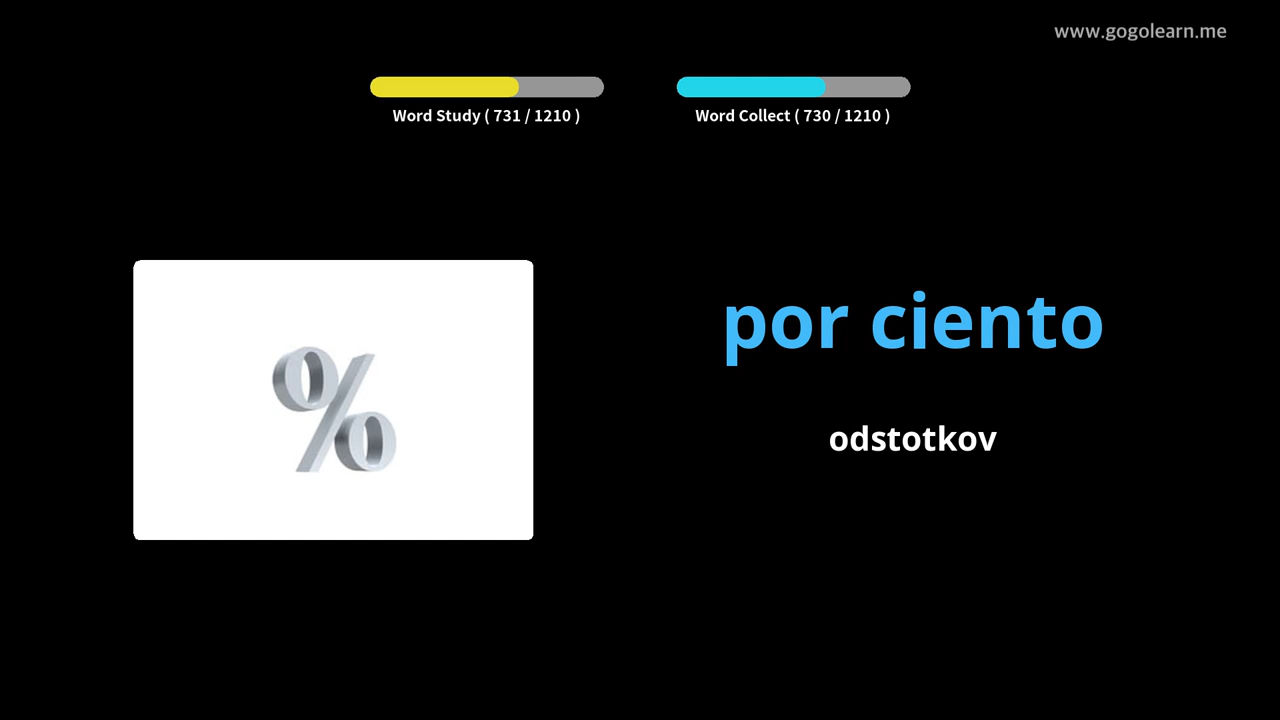 www.gogolearn.me
Word Study ( 731 / 1210 )
Word Collect ( 730 / 1210 )
%
por ciento
odstotkov